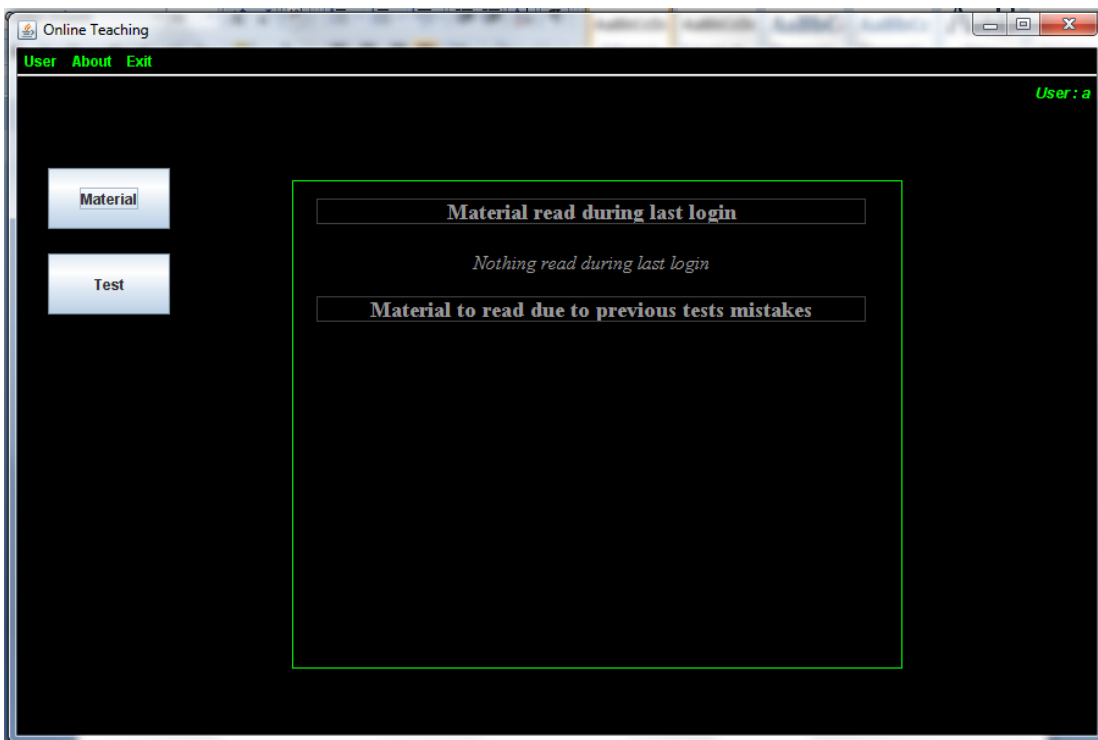 Online Teaching
User About Exit
User : a
Material
Material read during last login
Nothing read during last login
Test
Material to read due to previous tests mistakes